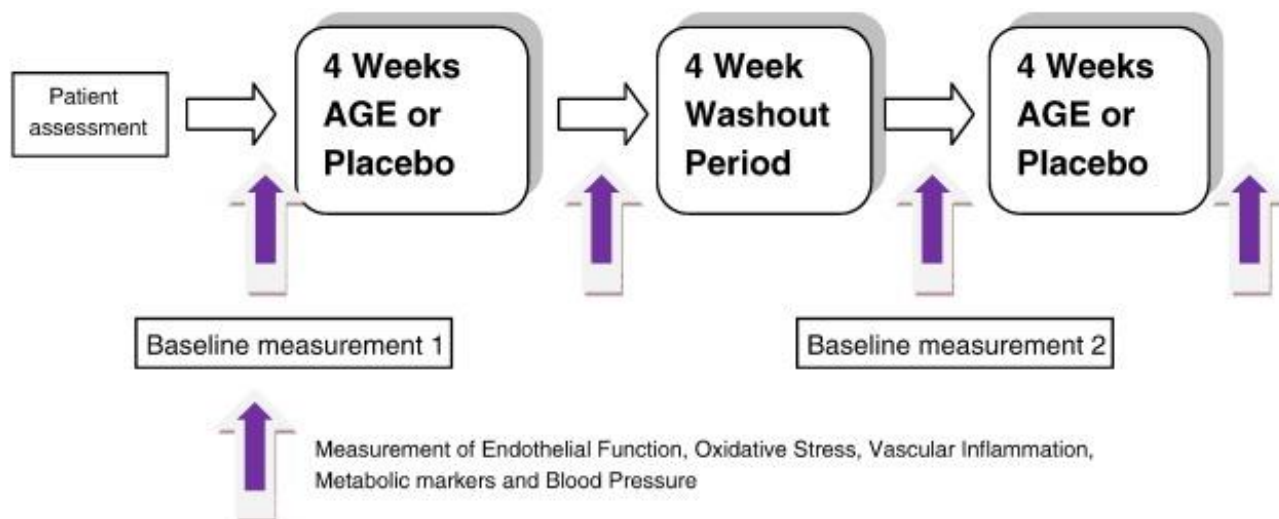 Patient
assessment
4 Weeks
AGE or
Placebo
4 Week
Washout
Period
4 Weeks
AGE or
Placebo
Baseline measurement 1
Baseline measurement 2
Measurement of Endothelial Function, Oxidative Stress, Vascular Inflammation,
Metabolic markers and Blood Pressure